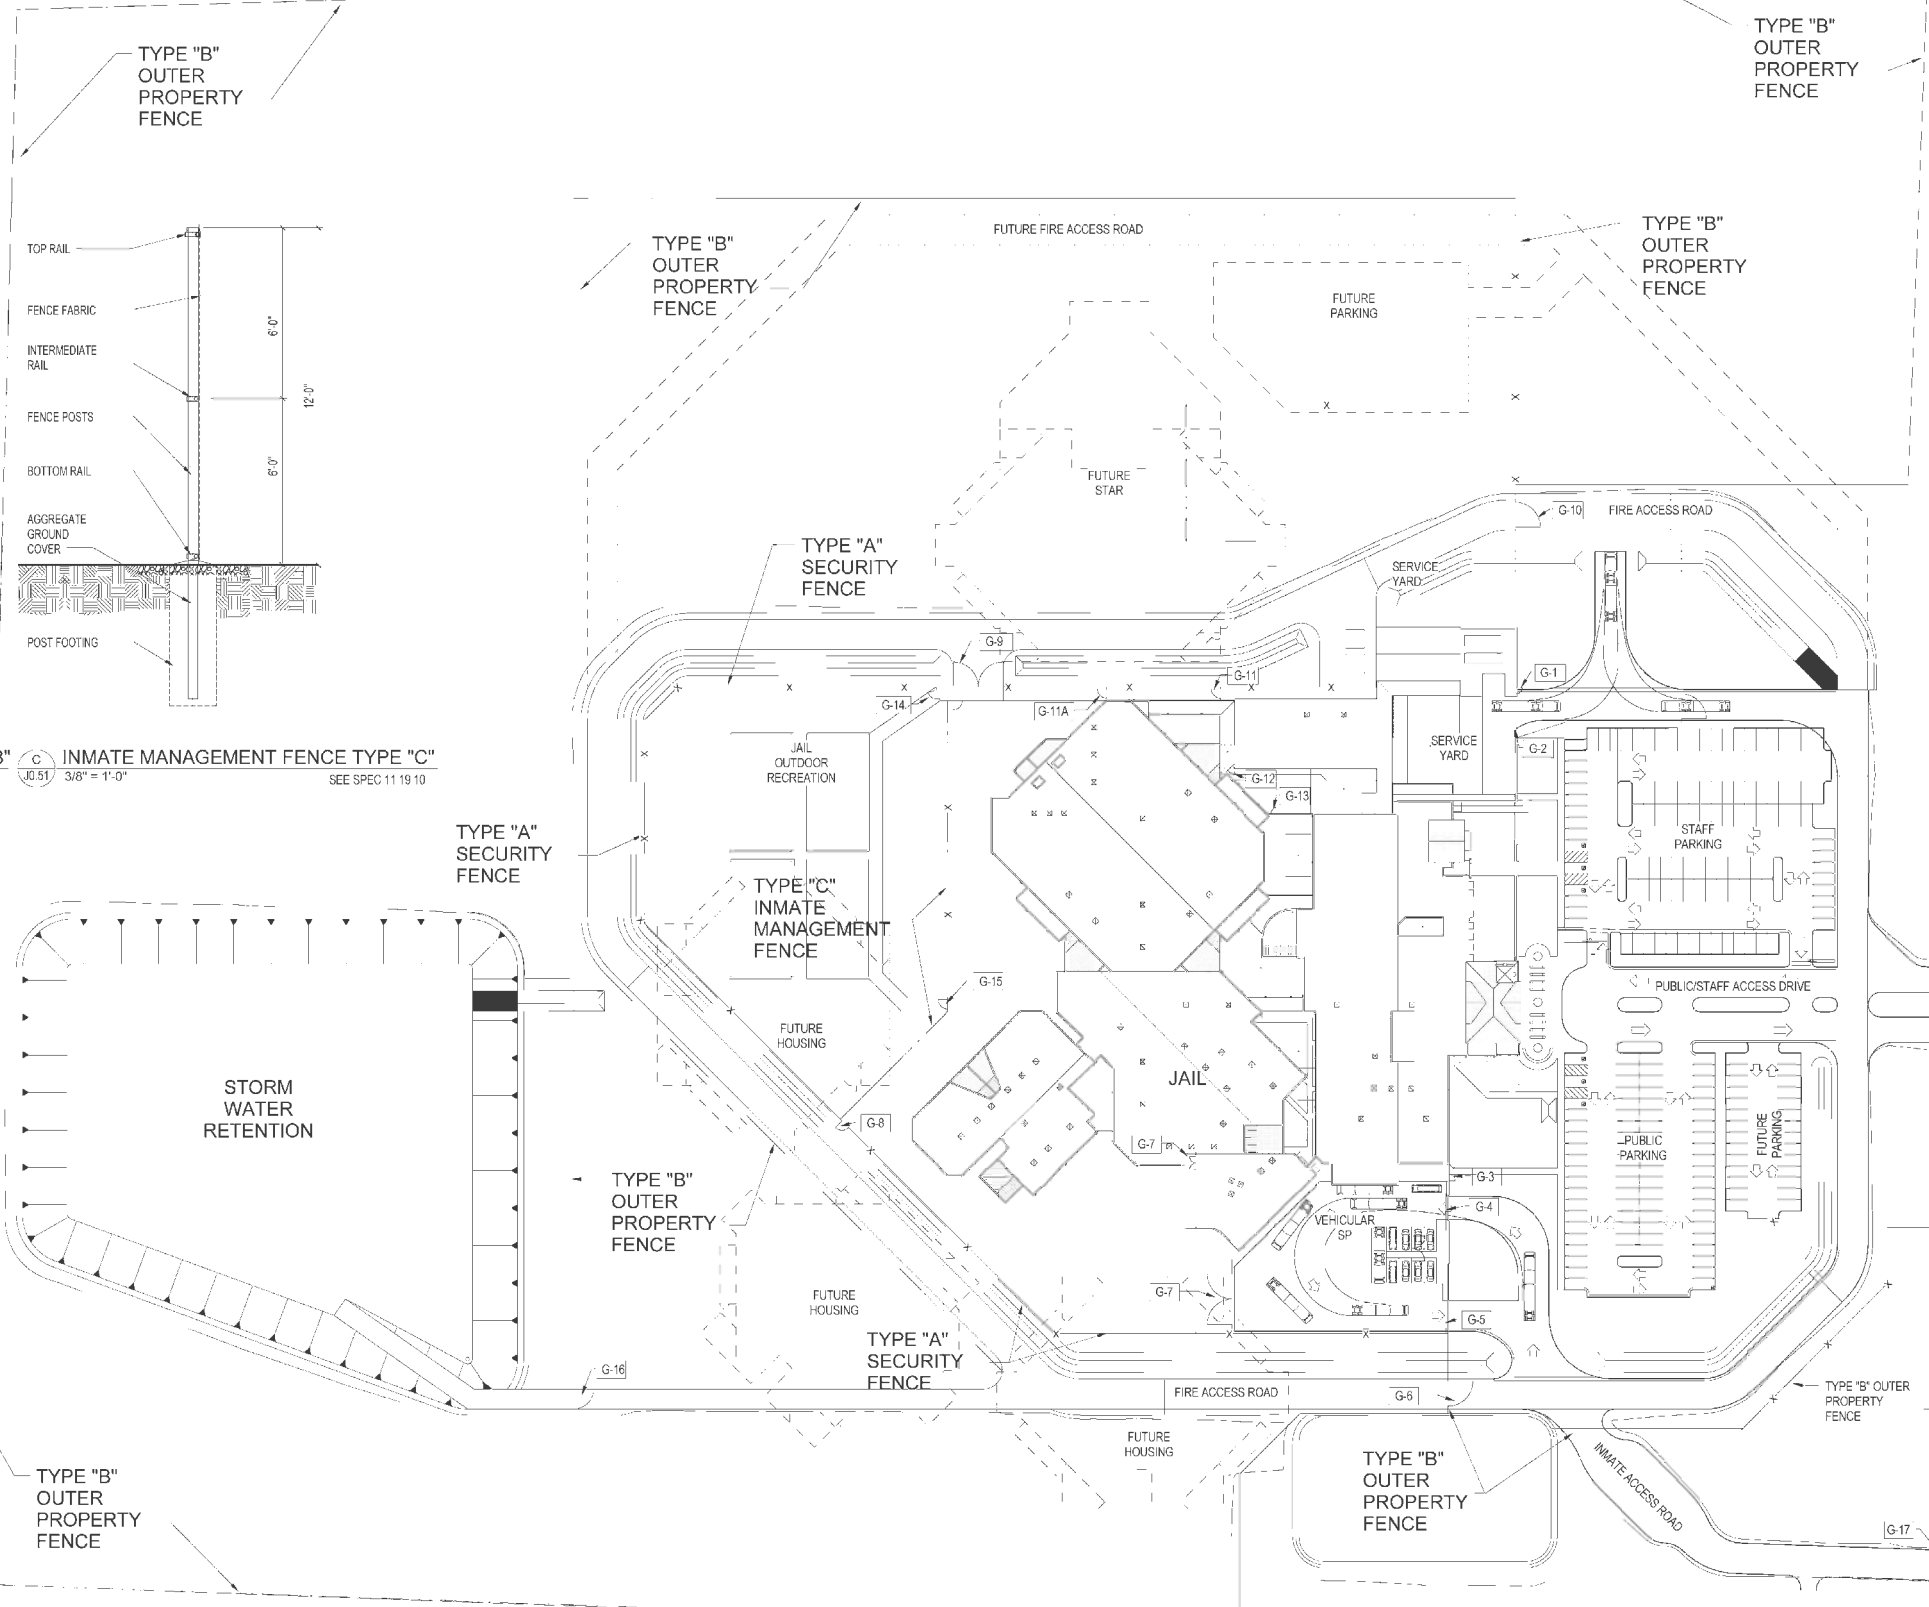 TYPE "B"
OUTER
PROPERTY
FENCE
TYPE "B"
OUTER
PROPERTY
FENCE
TOP RAIL
FENCE FABRIC
INTERMEDIATE
RAIL
FENCE POSTS
BOTTOM RAIL
AGGREGATE
GROUND
COVER
POST FOOTING
6'-0"
6'-0"
12'-0"
C
J0.51
INMATE MANAGEMENT FENCE TYPE "C"
3/8" = 1'-0"
SEE SPEC 11 19 10
TYPE "B"
OUTER
PROPERTY
FENCE
FUTURE FIRE ACCESS ROAD
TYPE "B"
OUTER
PROPERTY
FENCE
FUTURE
PARKING
FUTURE
STAR
G-10
FIRE ACCESS ROAD
TYPE "A"
SECURITY
FENCE
SERVICE
YARD
G-9
G-11
G-1
G-14
G-11A
JAIL
OUTDOOR
RECREATION
SERVICE
YARD
G-2
G-12
G-13
TYPE "A"
SECURITY
FENCE
STAFF
PARKING
TYPE "C"
INMATE
MANAGEMENT
FENCE
G-15
PUBLIC/STAFF ACCESS DRIVE
FUTURE
HOUSING
STORM
WATER
RETENTION
JAIL
G-8
G-7
PUBLIC
PARKING
FUTURE
PARKING
G-3
TYPE "B"
OUTER
PROPERTY
FENCE
G-4
VEHICULAR
SP
FUTURE
HOUSING
G-7
G-5
TYPE "A"
SECURITY
FENCE
G-16
FIRE ACCESS ROAD
G-6
TYPE "B" OUTER
PROPERTY
FENCE
FUTURE
HOUSING
TYPE "B"
OUTER
PROPERTY
FENCE
INMATE ACCESS ROAD
G-17
TYPE "B"
OUTER
PROPERTY
FENCE